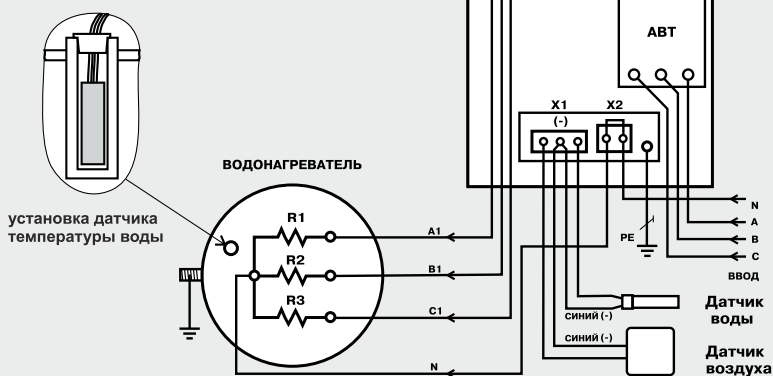 АВТ
X1
X2
(-)
ВОДОНАГРЕВАТЕЛЬ
установка датчика
температуры воды
R1
R2
R3
A1
B1
C1
N
PE
N
A
B
C
ВВОД
СИНИЙ (-)
Датчик
воды
СИНИЙ (-)
Датчик
воздуха